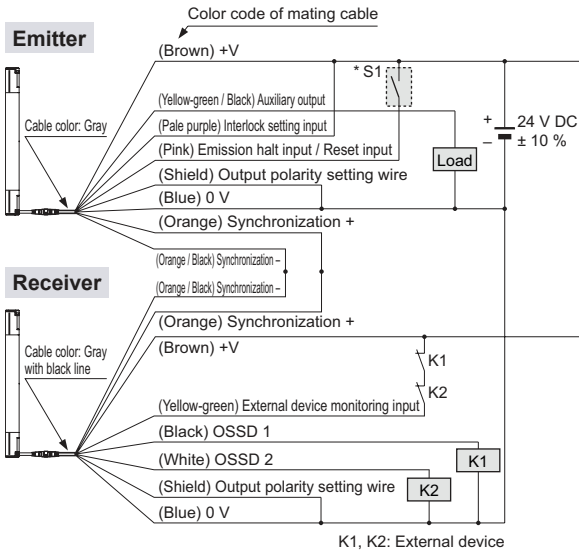 Color code of mating cable
Emitter
(Brown) +V
* S1
(Yellow-green / Black) Auxiliary output
Cable color: Gray
(Pale purple) Interlock setting input
+
24 V DC
–
± 10 %
(Pink) Emission halt input / Reset input
Load
(Shield) Output polarity setting wire
(Blue) 0 V
(Orange) Synchronization +
(Orange / Black) Synchronization –
Receiver
(Orange / Black) Synchronization –
(Orange) Synchronization +
(Brown) +V
Cable color: Gray
with black line
K1
K2
(Yellow-green) External device monitoring input
(Black) OSSD 1
(White) OSSD 2
K1
(Shield) Output polarity setting wire
K2
(Blue) 0 V
K1, K2: External device